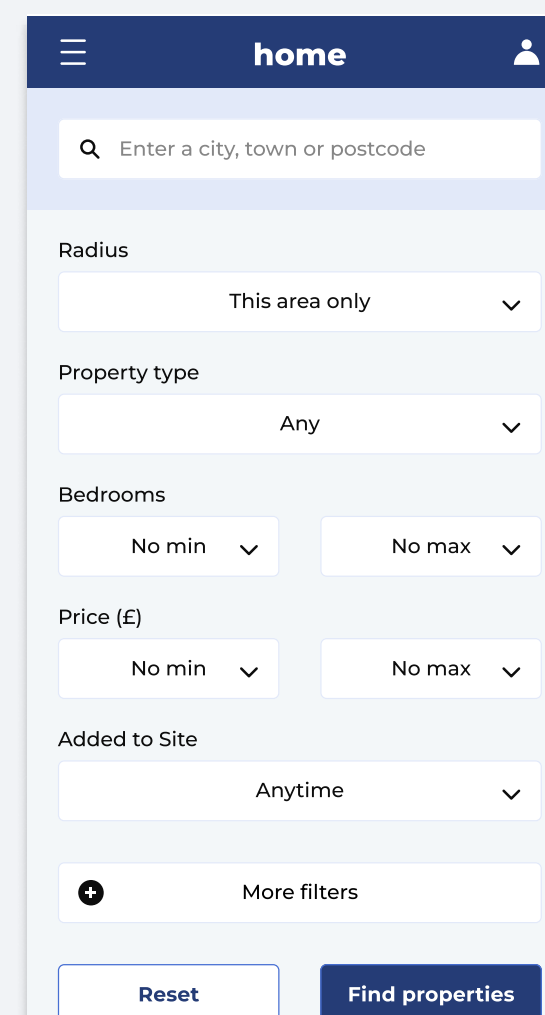 home
Enter a city, town or postcode
Radius
This area only
Property type
Any
Bedrooms
No min No max
Price (£)
No min No max
Added to Site
Anytime
More filters
Reset Find properties